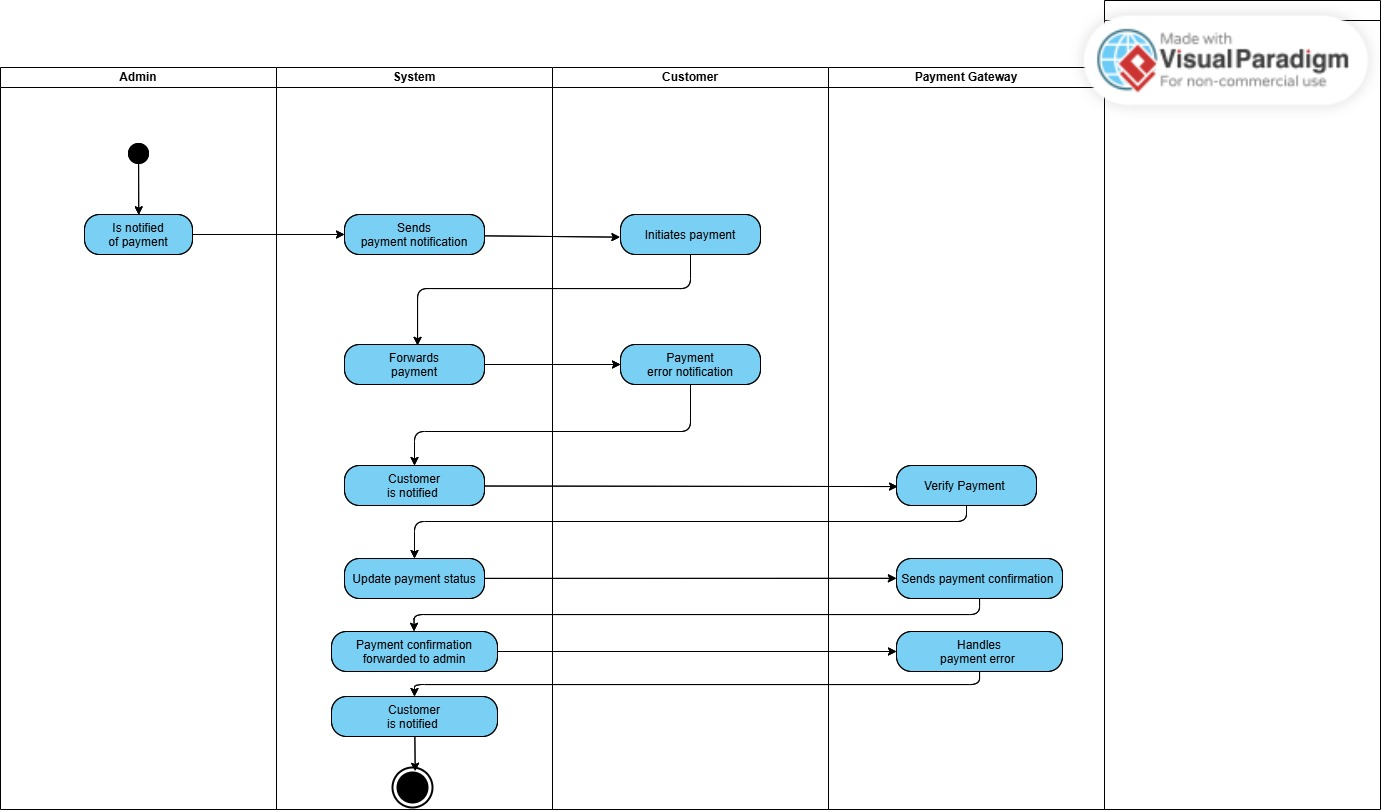 Made with
Visual Paradigm
For non-commercial use
Admin
System
Customer
Payment Gateway
Is notified
of payment
Sends
payment notification
Initiates payment
Forwards
payment
Payment
error notification
Customer
is notified
Verify Payment
Update payment status
Sends payment confirmation
Payment confirmation
forwarded to admin
Handles
payment error
Customer
is notified